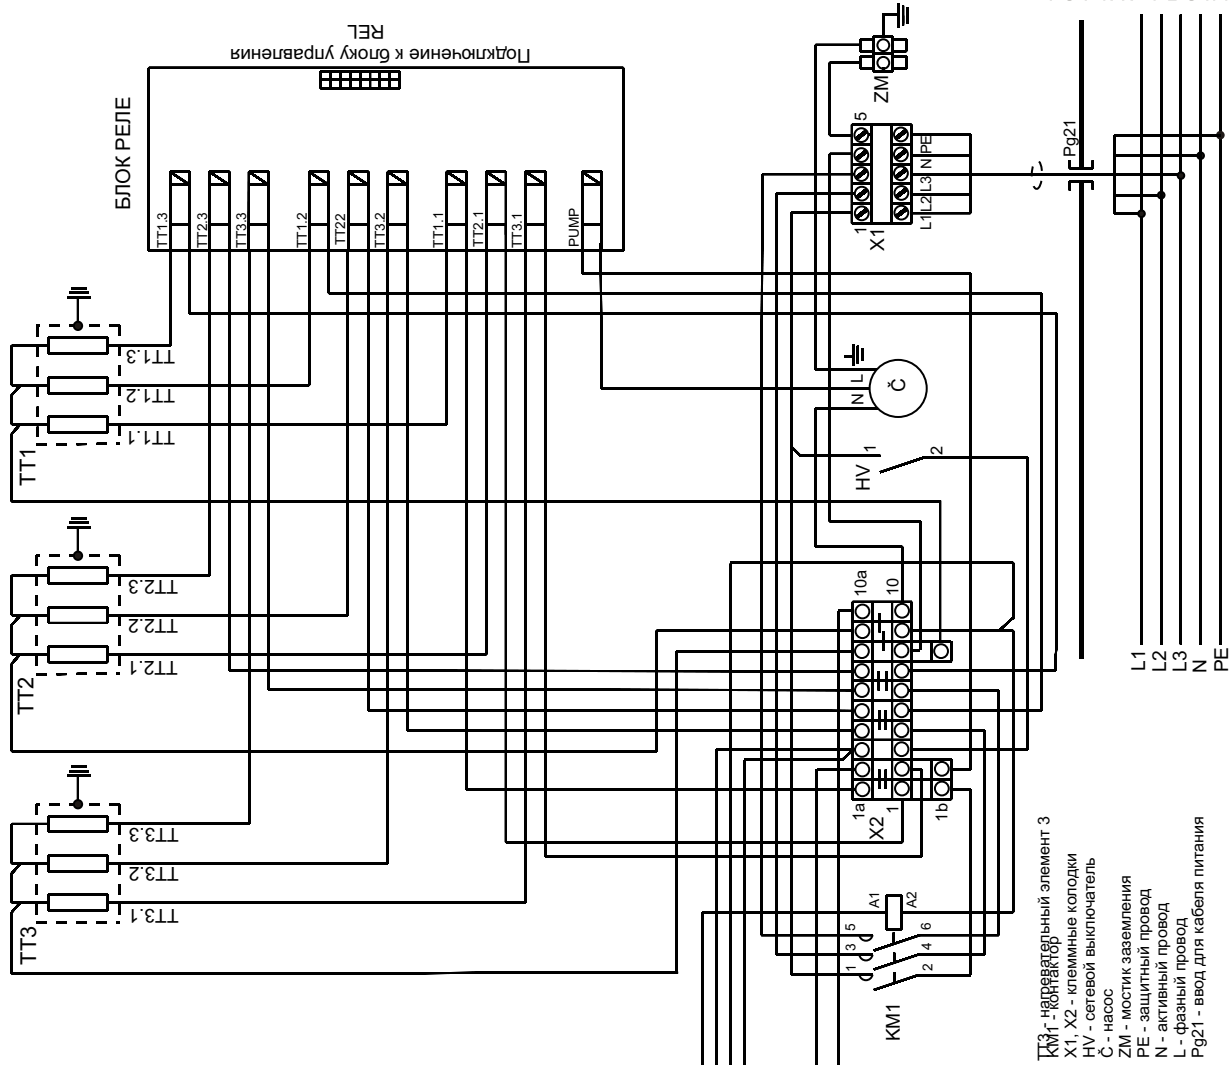 REL
Подключение к блоку управления
БЛОК РЕЛЕ
TT1.3
TT2.3
TT3.3
TT1.2
TT22
TT3.2
TT1.1
TT2.1
TT3.1
PUMP
ZM
5
1
X1
PE
N
L3
L2
L1
Pg21
TT1.3
TT1.2
TT1.1
TT1
L
N
Č
HV
1
2
TT2.3
TT2.2
TT2.1
TT2
10a
10
1a
1
1b
X2
TT3.3
TT3.2
TT3.1
TT3
A1
A2
5
3
1
6
4
2
KM1
L1
L2
L3
N
PE
TT3 - нагревательный элемент 3
KM1 - контактор
X1, X2 - клеммные колодки
HV - сетевой выключатель
Č - насос
ZM - мостик заземления
PE - защитный провод
N - активный провод
L - фазный провод
Pg21 - ввод для кабеля питания